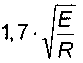 1,7 · √(E/R)